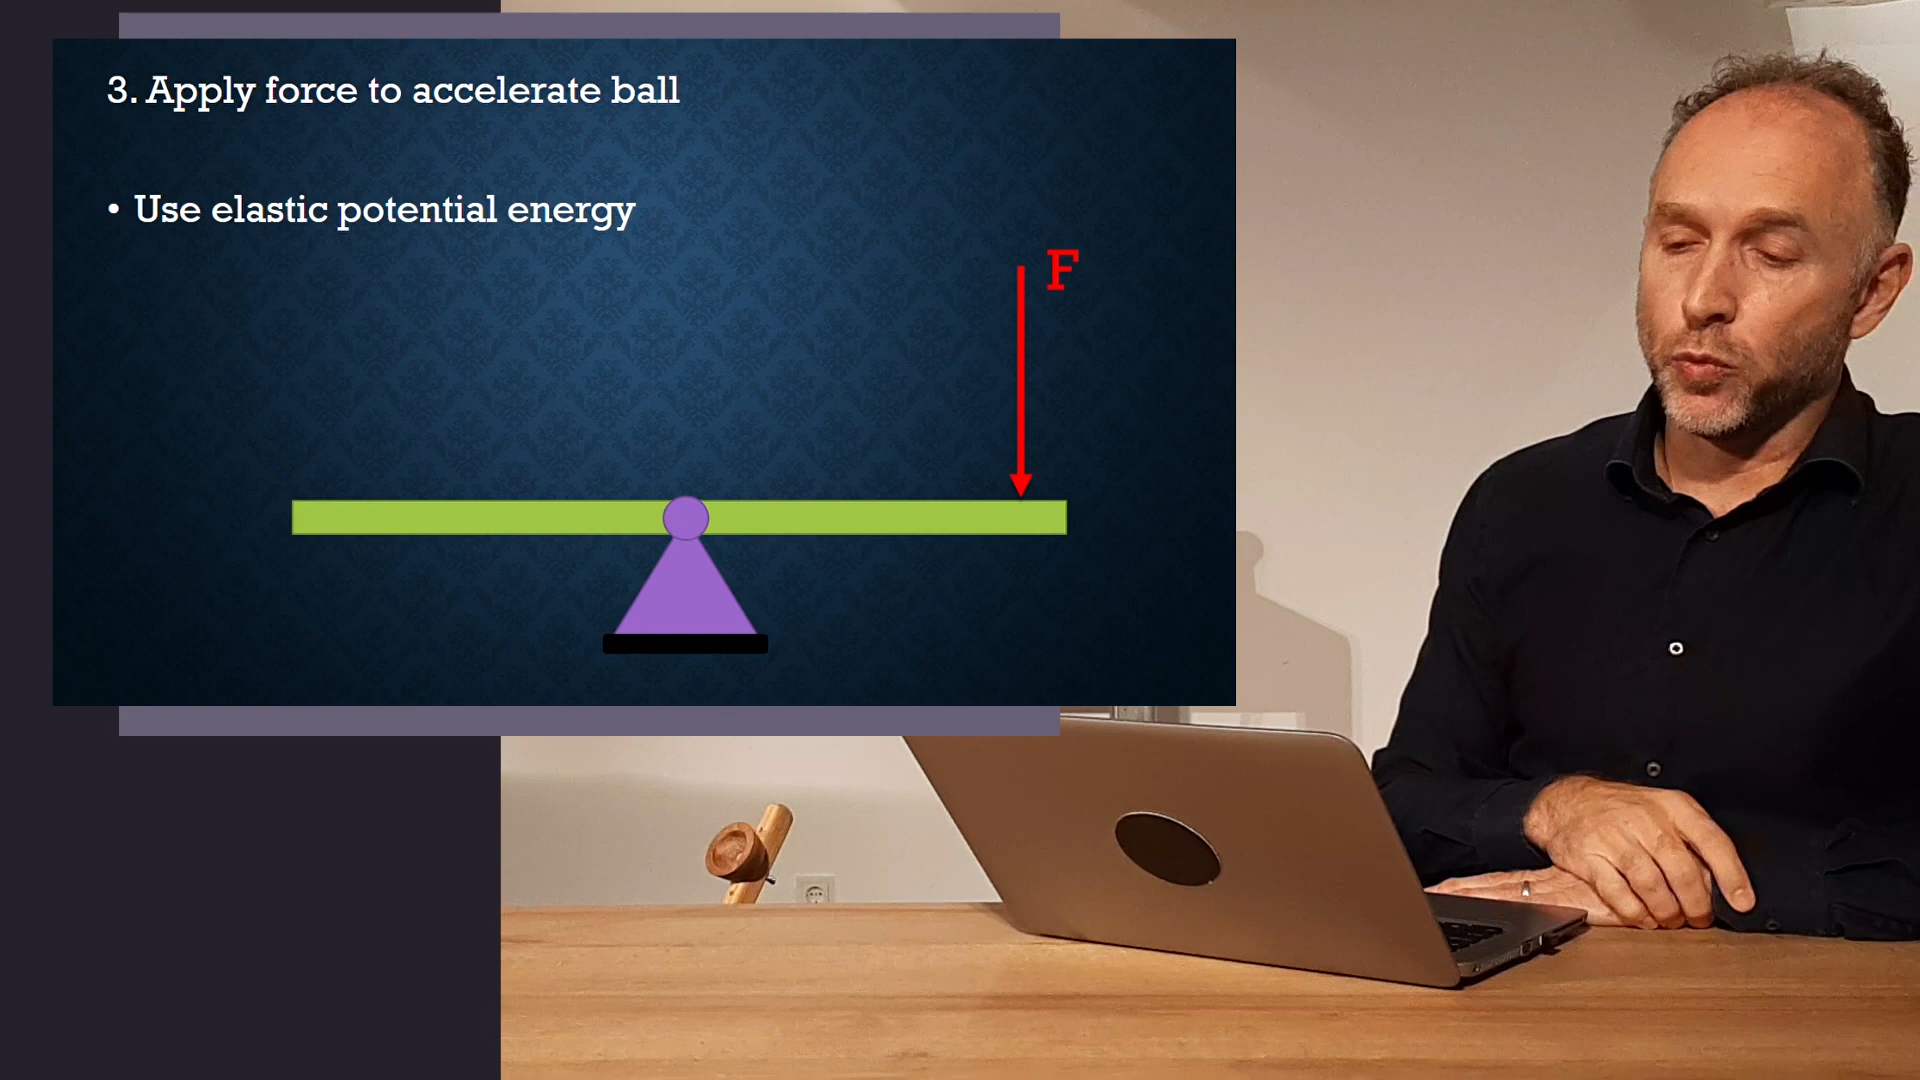 3. Apply force to accelerate ball
• Use elastic potential energy
F